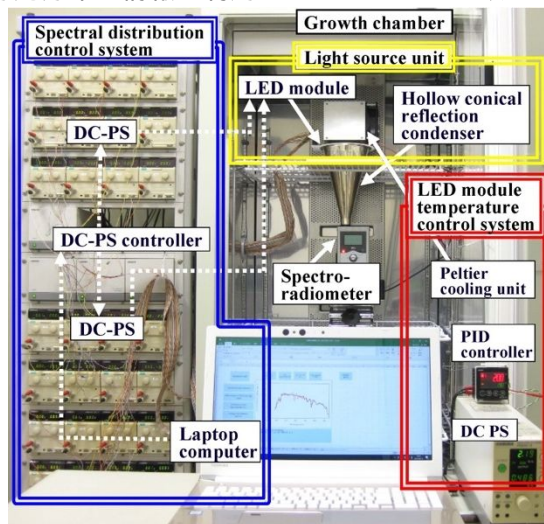 Spectral distribution
control system
Growth chamber
Light source unit
LED module
Hollow conical
reflection
condenser
DC-PS
LED module
temperature
control system
DC-PS controller
Spectro-
radiometer
Peltier
cooling unit
DC-PS
PID
controller
Laptop
computer
DC PS